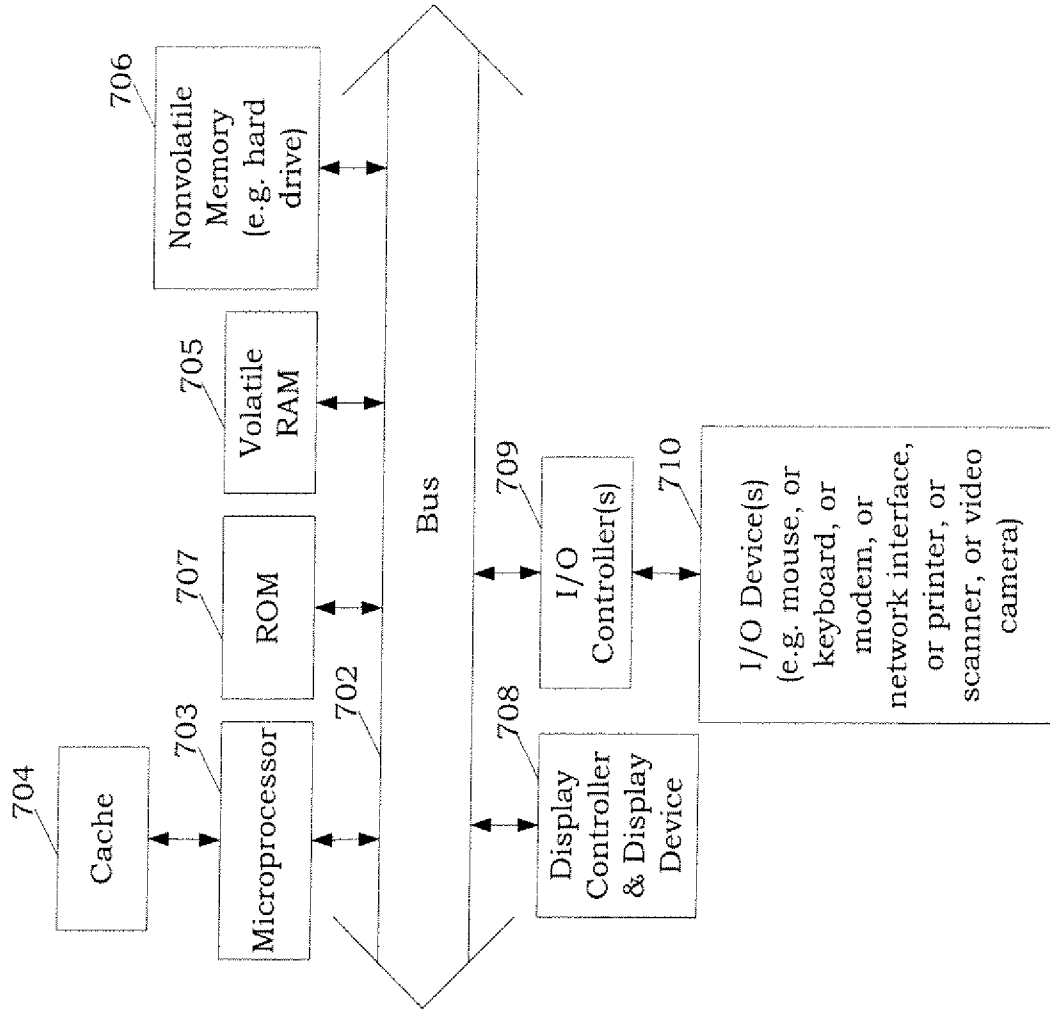 704
Cache
703
Microprocessor
707
ROM
705
Volatile
RAM
706
Nonvolatile
Memory
(e.g. hard
drive)
702
Bus
708
Display
Controller
& Display
Device
709
I/O
Controller(s)
710
I/O Device(s)
(e.g. mouse, or
keyboard, or
modem, or
network interface,
or printer, or
scanner, or video
camera)